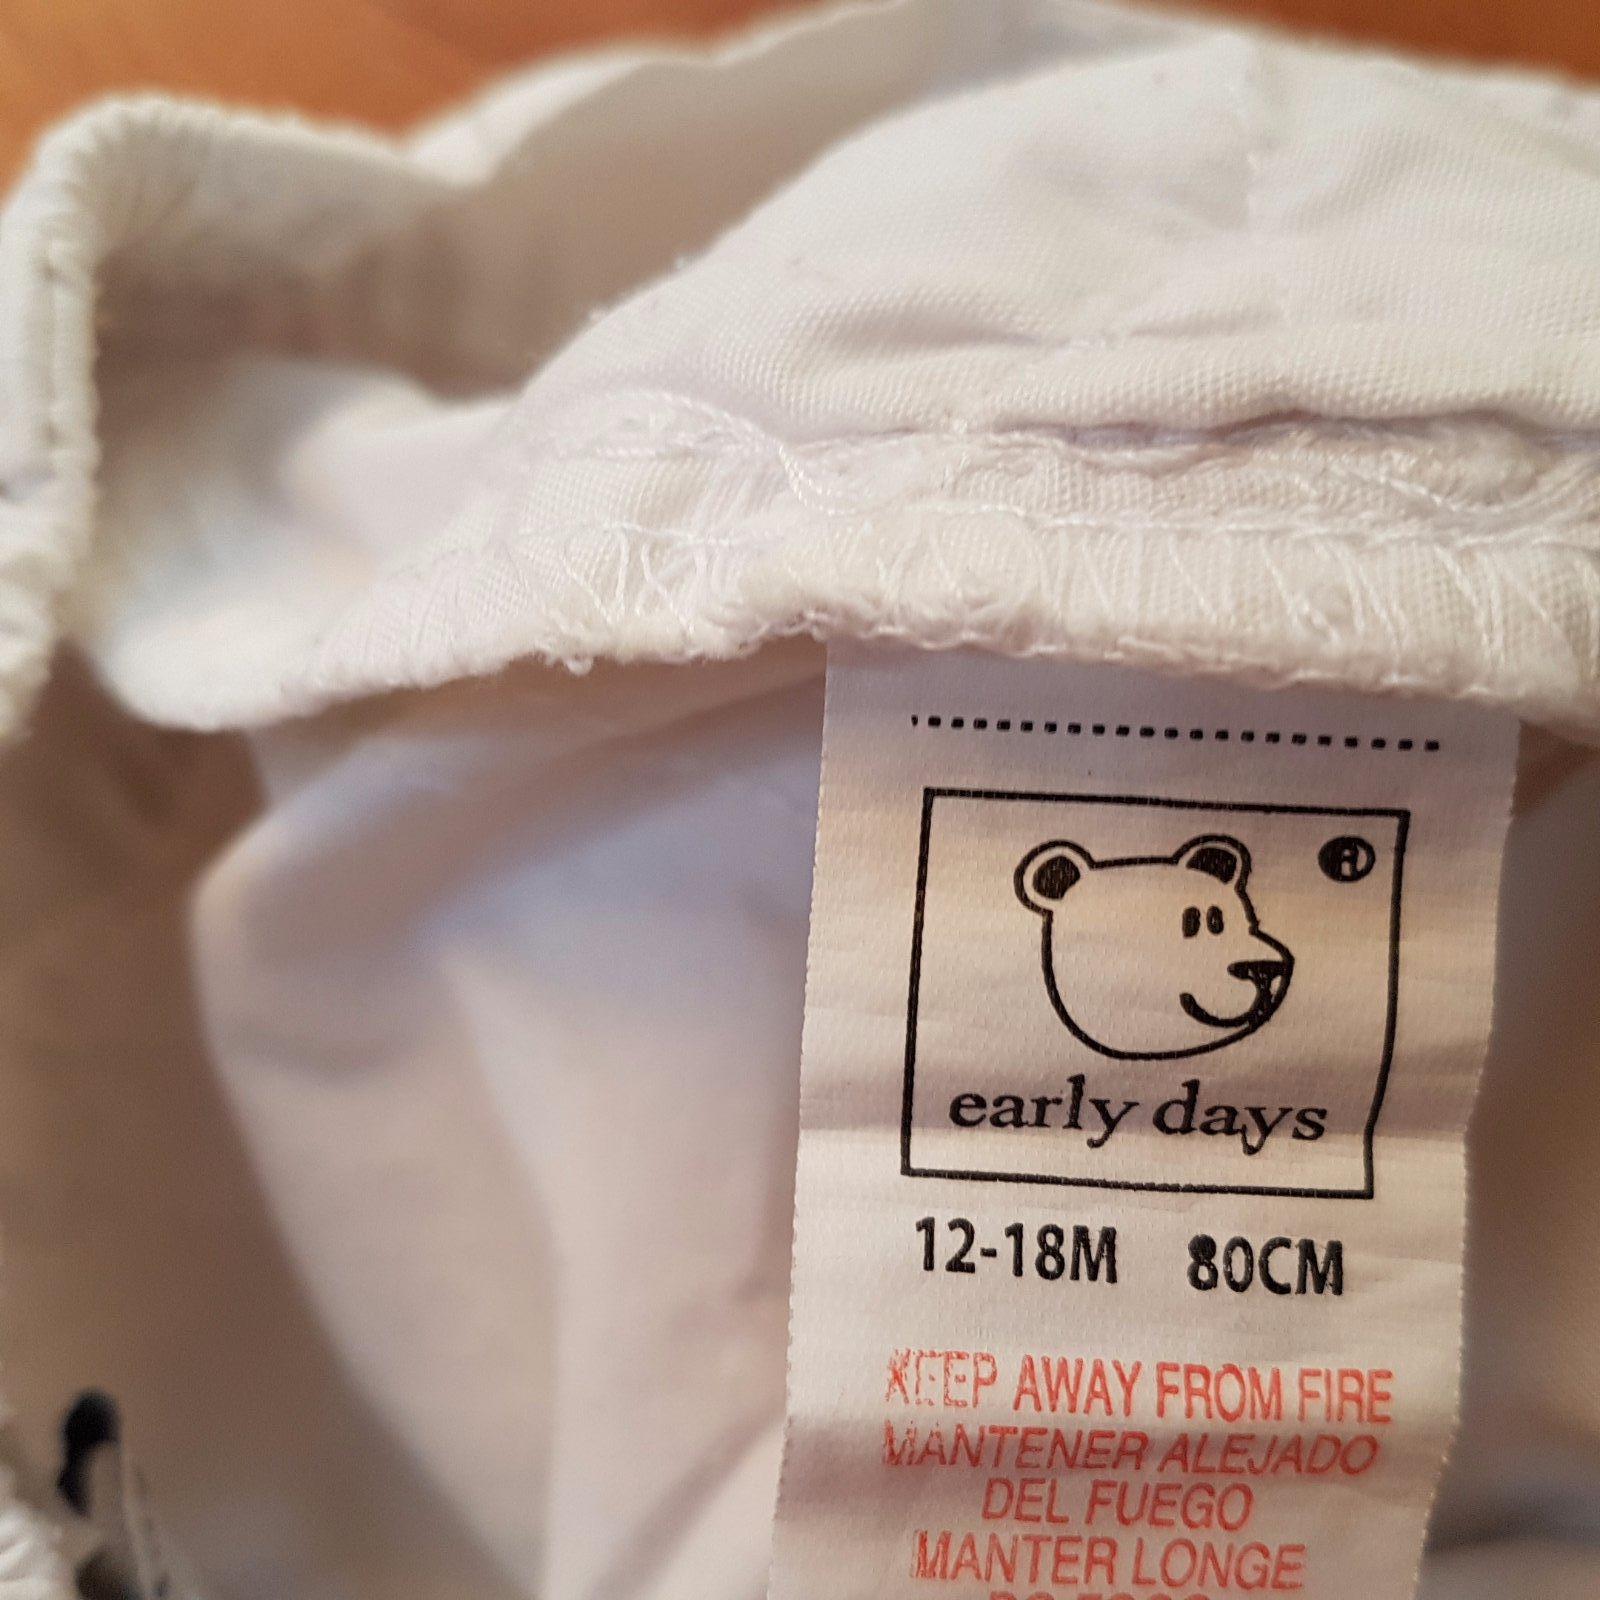 ®
early days
12-18M 80CM
KEEP AWAY FROM FIRE
MANTENER ALEJADO
DEL FUEGO
MANTER LONGE